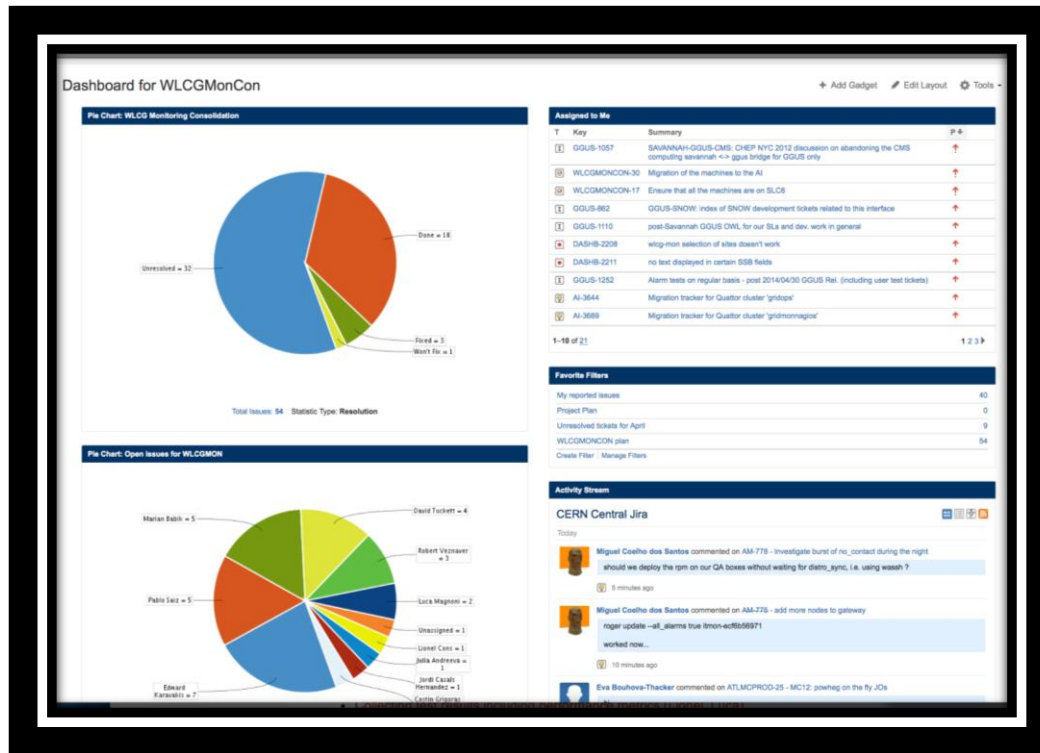 Dashboard for WLCGMonCon
+ Add Gadget Edit Layout Tools
Pie Chart: WLCG Monitoring Consolidation
Done = 18
Unresolved = 32
Fixed = 3
Won't Fix = 1
Total Issues: 54 Statistic Type: Resolution
Pie Chart: Open Issues for WLCGMON
David Tuckett = 4
Marian Babik = 5
Robert Veznaver
= 3
Pablo Saiz = 5
Luca Magnoni = 2
Unassigned = 1
Lionel Cons = 1
Julia Andreeva =
1
Jordi Casals
Hernandez = 1
Edward
Karavakis = 7
Costin Grigoras
Assigned to Me
T Key Summary P
GGUS-1057 SAVANNAH-GGUS-CMS: CHEP NYC 2012 discussion on abandoning the CMS
computing savannah <-> ggus bridge for GGUS only
WLCGMONCON-30 Migration of the machines to the AI
WLCGMONCON-17 Ensure that all the machines are on SLC6
GGUS-862 GGUS-SNOW: index of SNOW development tickets related to this interface
GGUS-1110 post-Savannah GGUS OWL for our SLs and dev. work in general
DASHB-2208 wlcg-mon selection of sites doesn't work
DASHB-2211 no text displayed in certain SSB fields
GGUS-1252 Alarm tests on regular basis - post 2014/04/30 GGUS Rel. (including user test tickets)
AI-3644 Migration tracker for Quattor cluster 'gridops'
AI-3689 Migration tracker for Quattor cluster 'gridmonnagios'
1–10 of 21 1 2 3
Favorite Filters
My reported issues 40
Project Plan 0
Unresolved tickets for April 9
WLCGMONCON plan 54
Create Filter Manage Filters
Activity Stream
CERN Central Jira
Today
Miguel Coelho dos Santos commented on AM-778 - Investigate burst of no_contact during the night
should we deploy the rpm on our QA boxes without waiting for distro_sync, i.e. using wassh ?
5 minutes ago
Miguel Coelho dos Santos commented on AM-775 - add more nodes to gateway
roger update --all_alarms true itmon-ecf6b56971
worked now...
10 minutes ago
Eva Bouhova-Thacker commented on ATLMCPROD-25 - MC12: powheg on the fly JOs